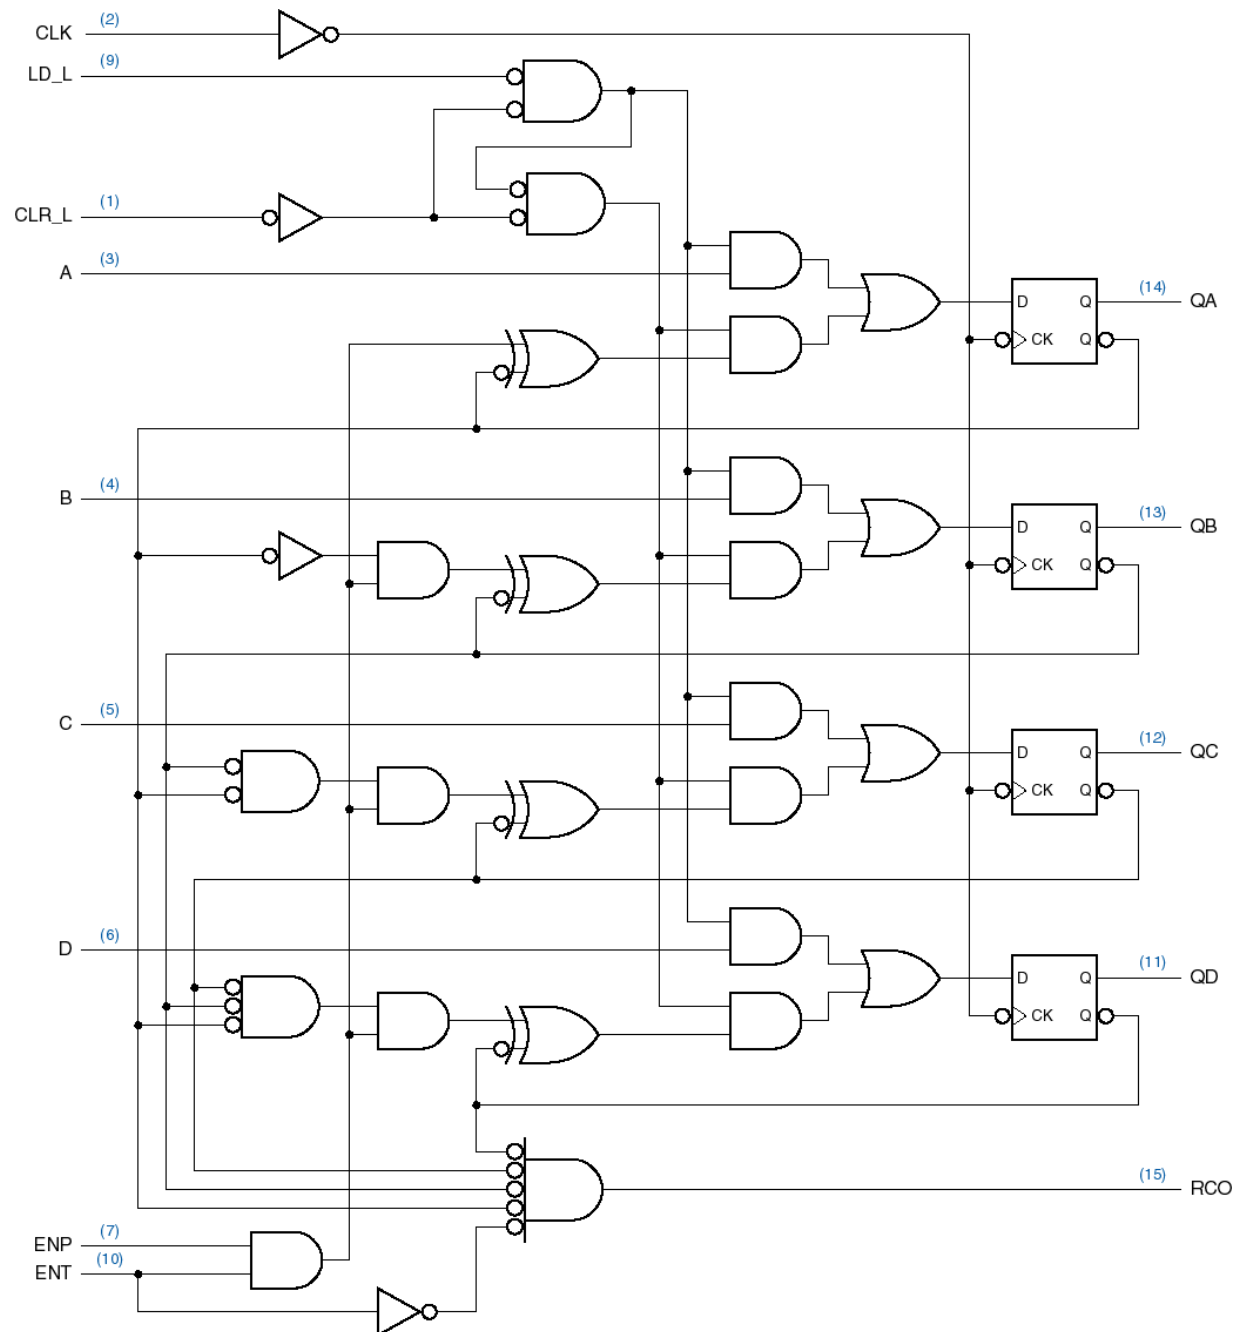 CLK (2)
LD_L (9)
CLR_L (1)
A (3)
D Q (14) QA
CK Q
B (4)
D Q (13) QB
CK Q
C (5)
D Q (12) QC
CK Q
D (6)
D Q (11) QD
CK Q
(15) RCO
ENP (7)
ENT (10)